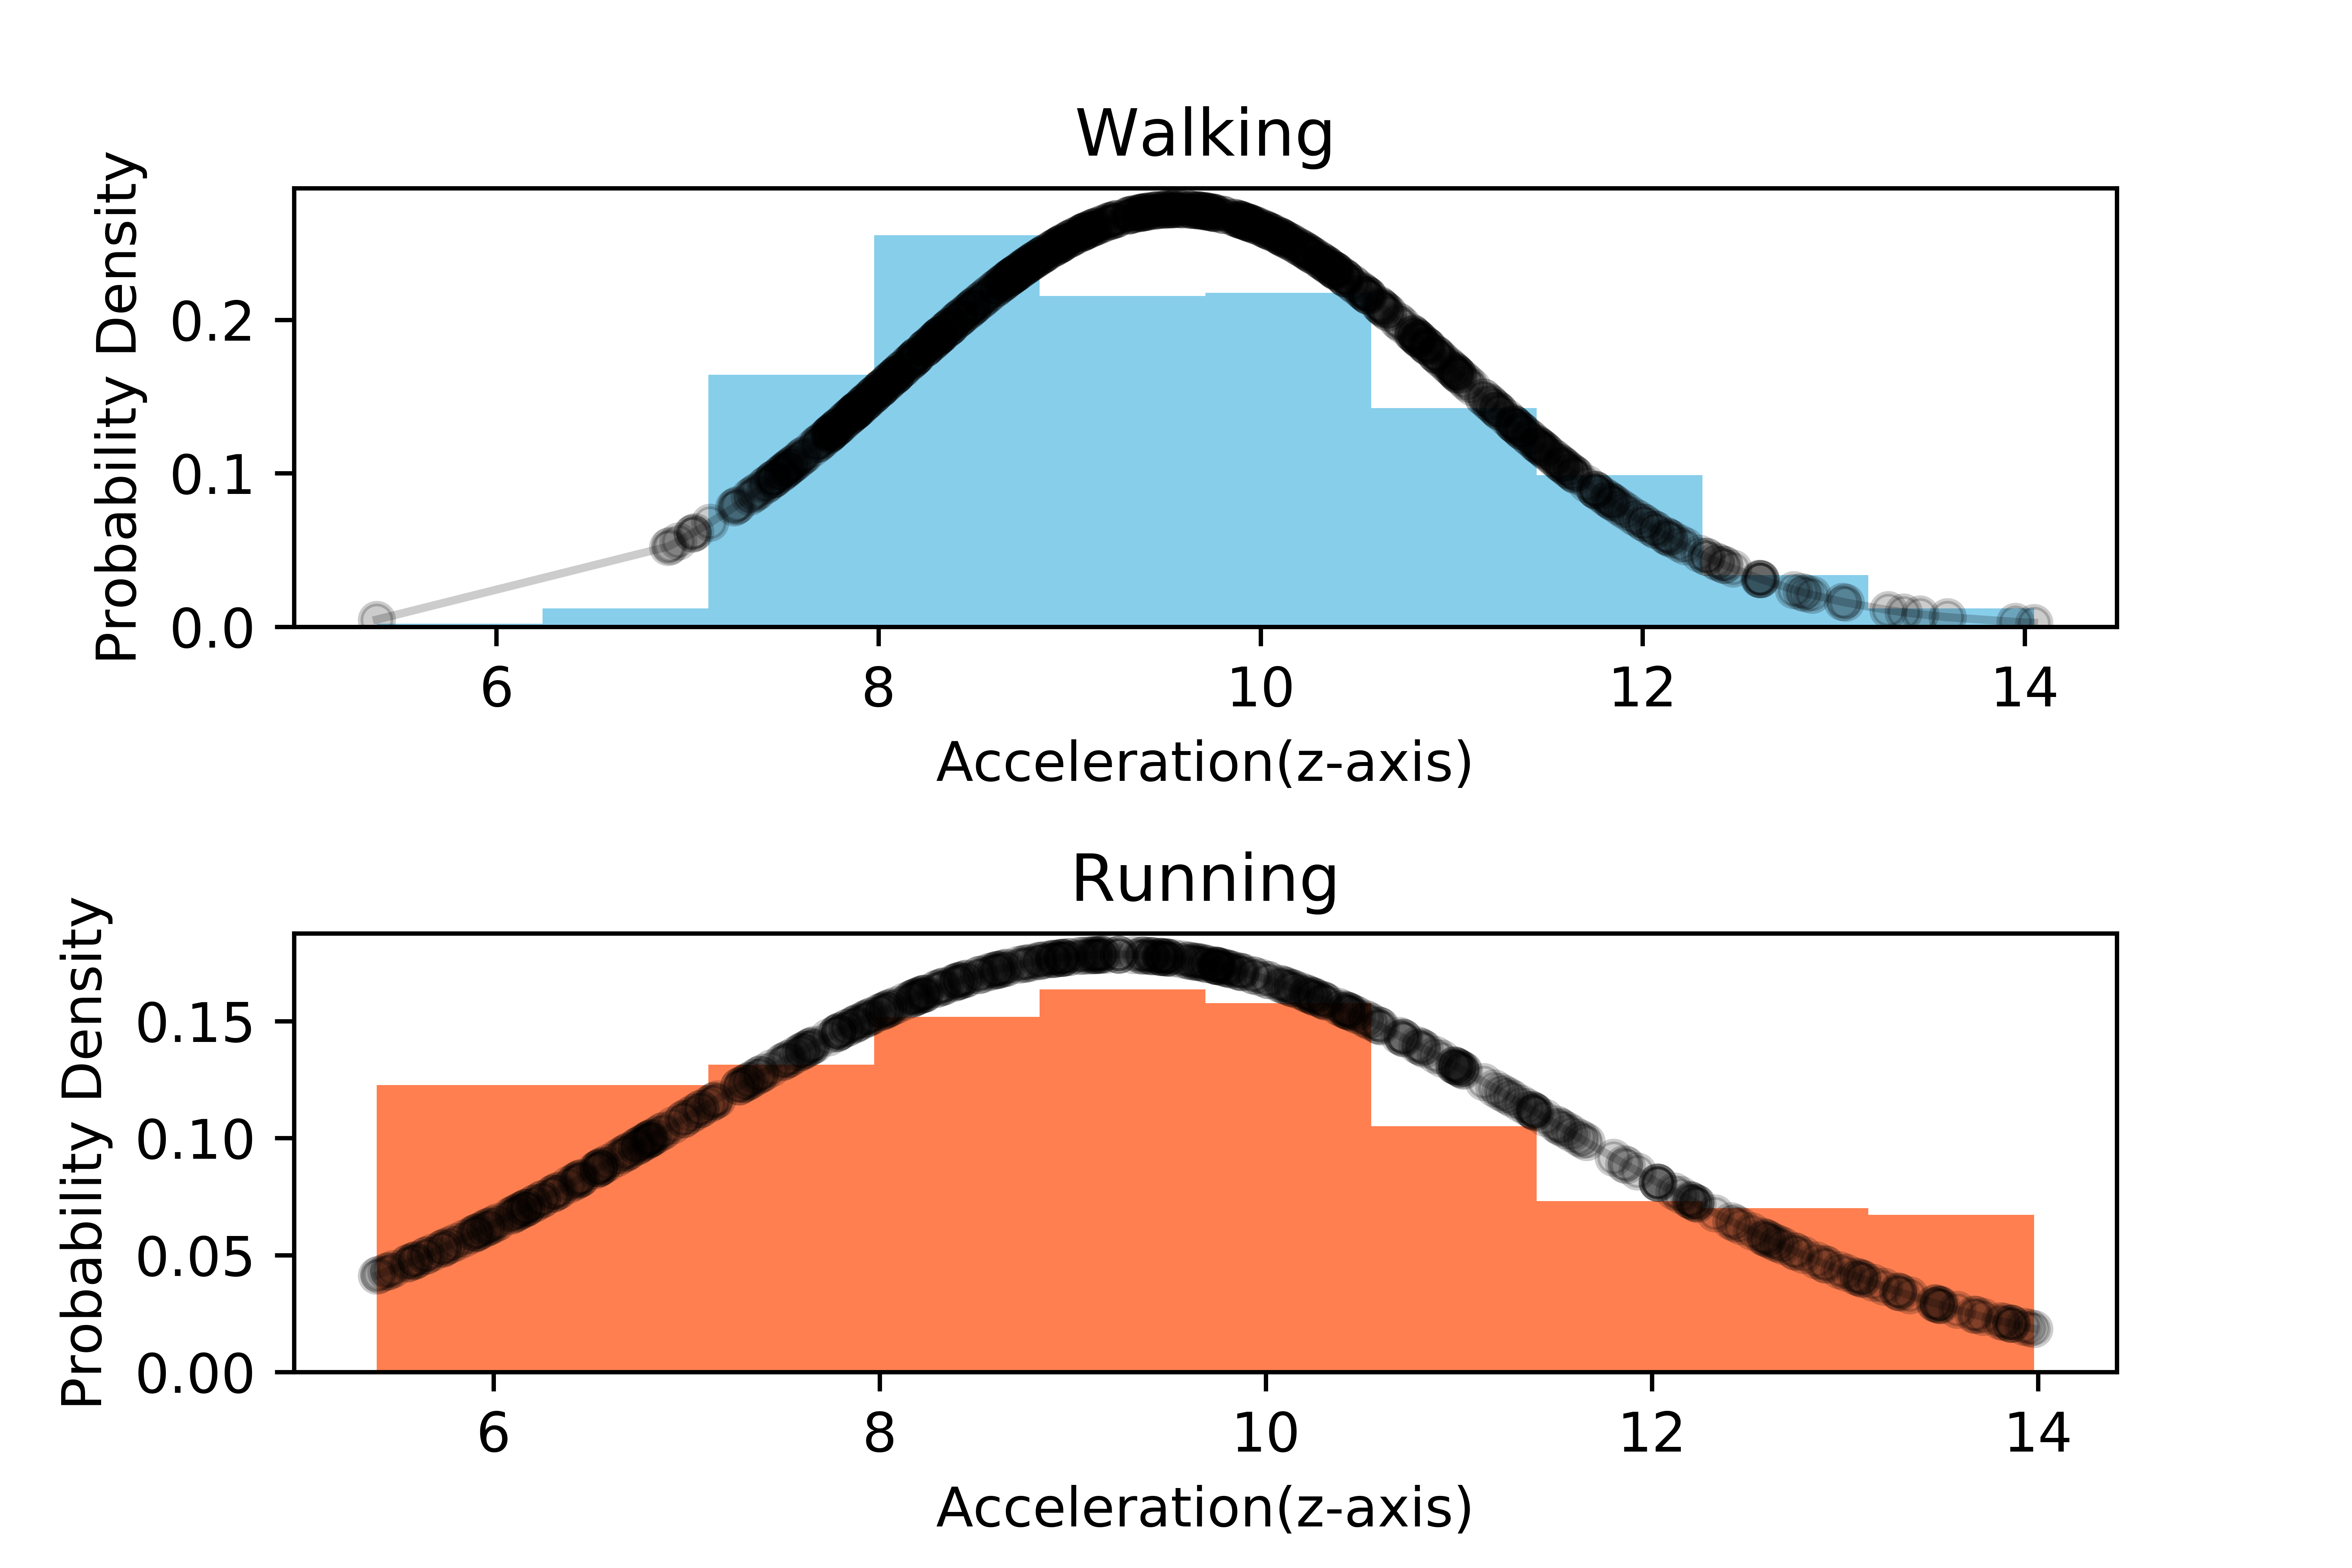 Walking
Probability Density
0.2
0.1
0.0
6 8 10 12 14
Acceleration(z-axis)
Running
Probability Density
0.15
0.10
0.05
0.00
6 8 10 12 14
Acceleration(z-axis)